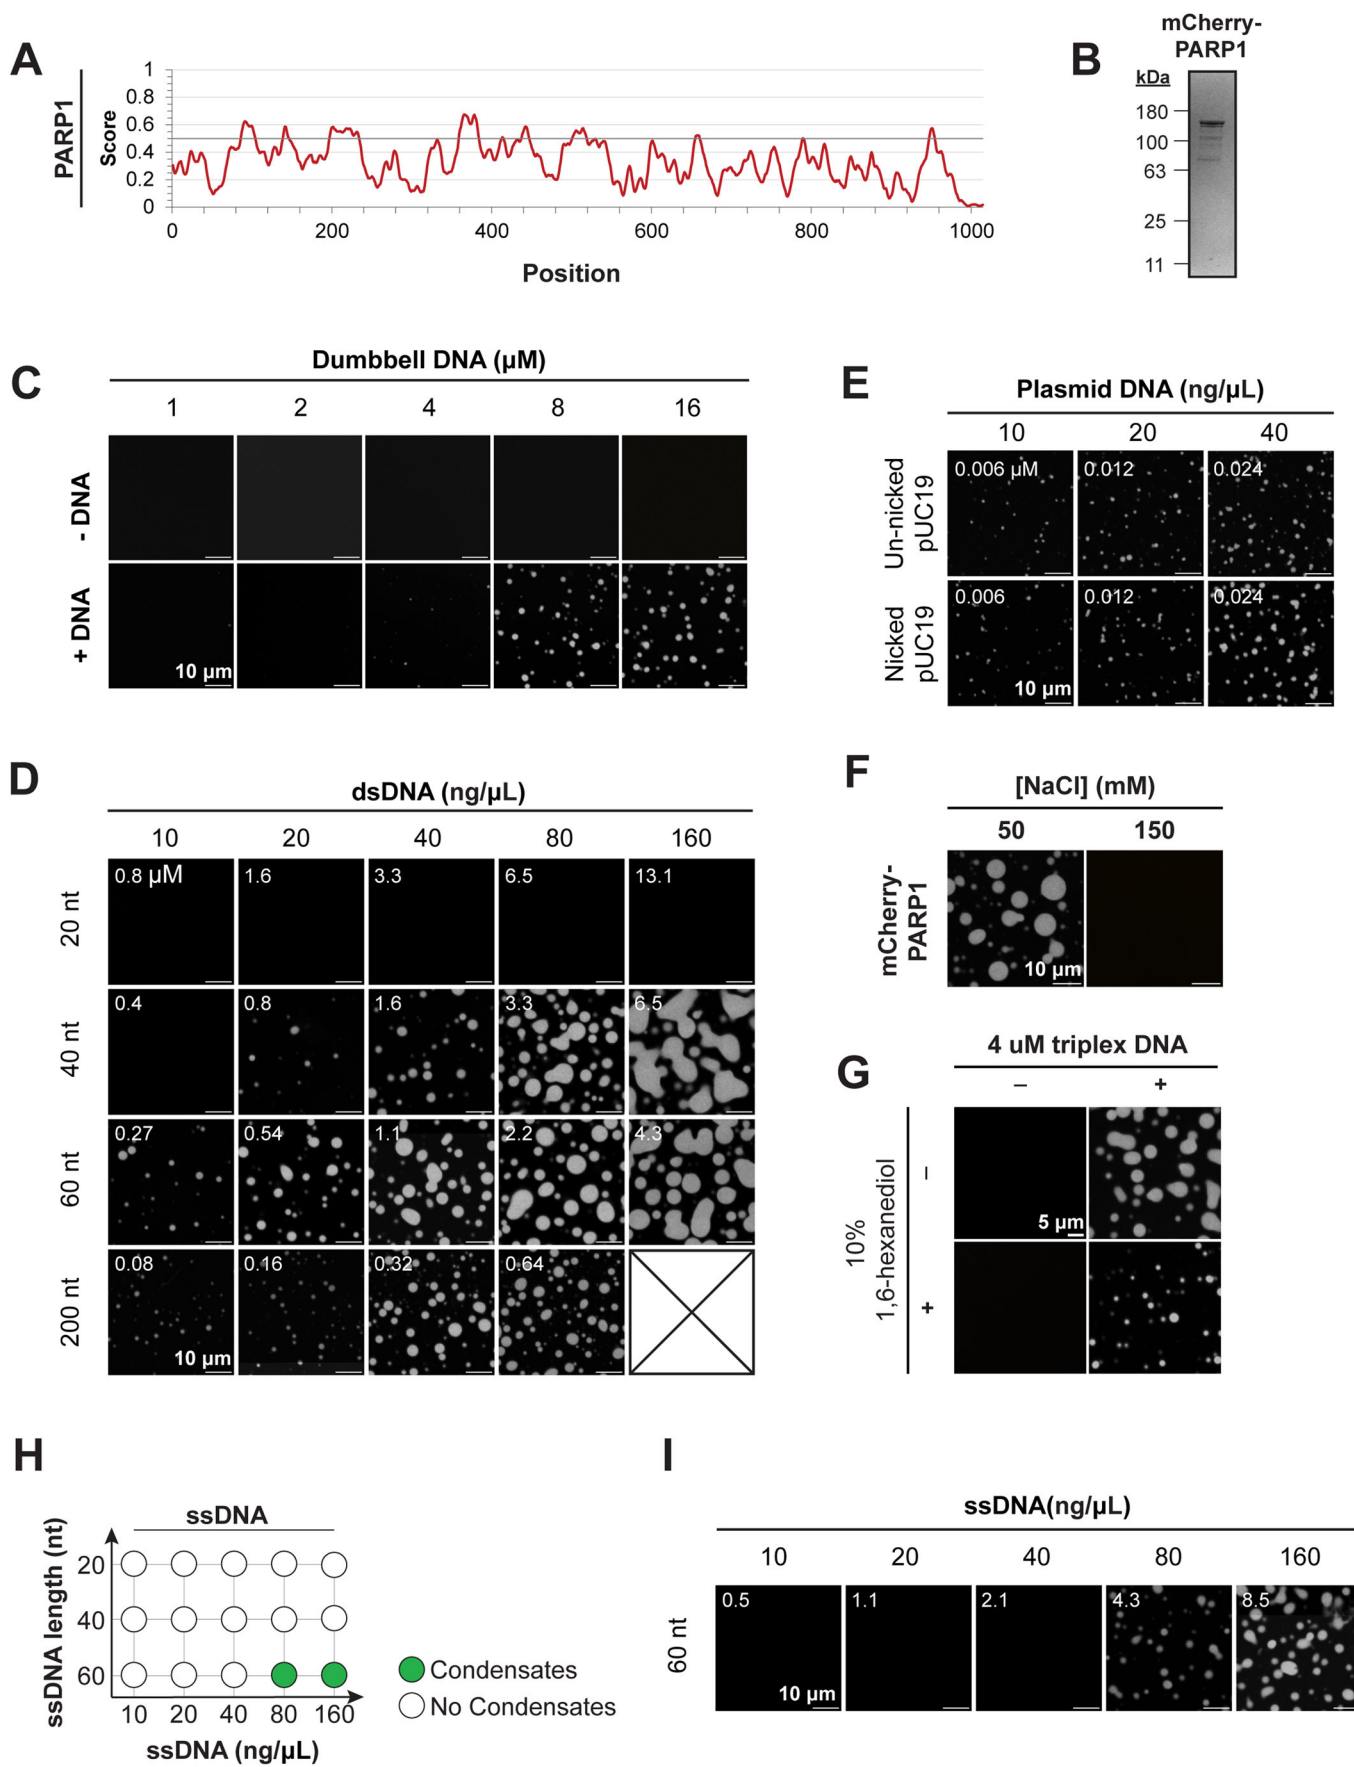 A
PARP1
Score
1
0.8
0.6
0.4
0.2
0
0 200 400 600 800 1000
Position
B
mCherry-
PARP1
kDa
180
100
63
25
11
C
Dumbbell DNA (µM)
1 2 4 8 16
- DNA
+ DNA
10 µm
D
dsDNA (ng/µL)
10 20 40 80 160
20 nt
0.8 µM 1.6 3.3 6.5 13.1
40 nt
0.4 0.8 1.6 3.3 6.5
60 nt
0.27 0.54 1.1 2.2 4.3
200 nt
0.08 0.16 0.32 0.64
10 µm
E
Plasmid DNA (ng/µL)
10 20 40
Un-nicked
pUC19
0.006 µM 0.012 0.024
Nicked
pUC19
0.006 0.012 0.024
10 µm
F
[NaCl] (mM)
50 150
mCherry-
PARP1
10 µm
G
4 uM triplex DNA
– +
10%
1,6-hexanediol
–
+
5 µm
H
ssDNA
ssDNA length (nt)
20
40
60
10 20 40 80 160
ssDNA (ng/µL)
Condensates
No Condensates
I
ssDNA(ng/µL)
10 20 40 80 160
60 nt
0.5 1.1 2.1 4.3 8.5
10 µm